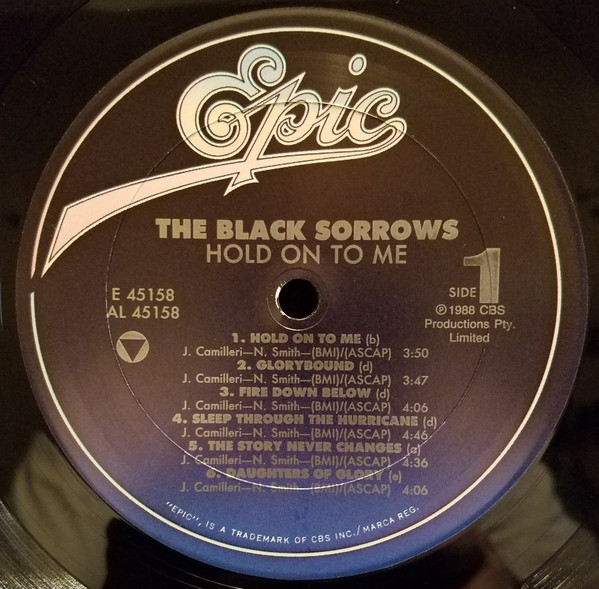 Epic
THE BLACK SORROWS
HOLD ON TO ME
E 45158
AL 45158
SIDE 1
℗ 1988 CBS
Productions Pty.
Limited
1. HOLD ON TO ME (b)
J. Camilleri—N. Smith—(BMI)/(ASCAP) 3:50
2. GLORYBOUND (d)
J. Camilleri—N. Smith—(BMI)/(ASCAP) 3:47
3. FIRE DOWN BELOW (d)
J. Camilleri—N. Smith—(BMI)/(ASCAP) 4:06
4. SLEEP THROUGH THE HURRICANE (d)
J. Camilleri—N. Smith—(BMI)/(ASCAP) 4:46
5. THE STORY NEVER CHANGES (a)
J. Camilleri—N. Smith—(BMI)/(ASCAP) 4:36
6. DAUGHTERS OF GLORY (e)
J. Camilleri—N. Smith—(BMI)/(ASCAP) 4:06
"EPIC", IS A TRADEMARK OF CBS INC./MARCA REG.